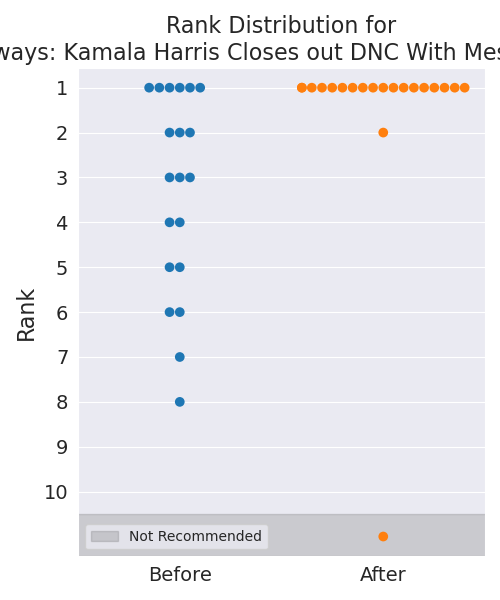 Rank Distribution for
ways: Kamala Harris Closes out DNC With Mes
Rank
1
2
3
4
5
6
7
8
9
10
Not Recommended
Before
After